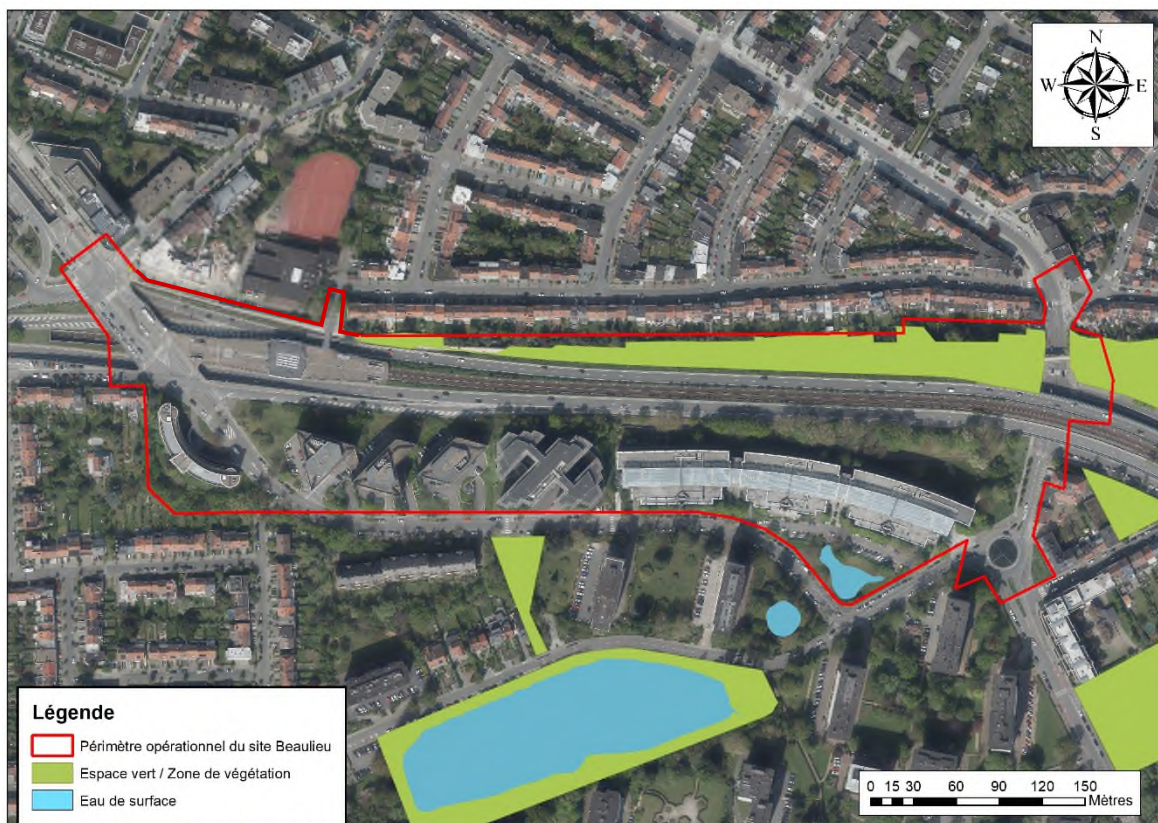 N
W E
S
Légende
Périmètre opérationnel du site Beaulieu
Espace vert / Zone de végétation
Eau de surface
0 15 30 60 90 120 150
Mètres